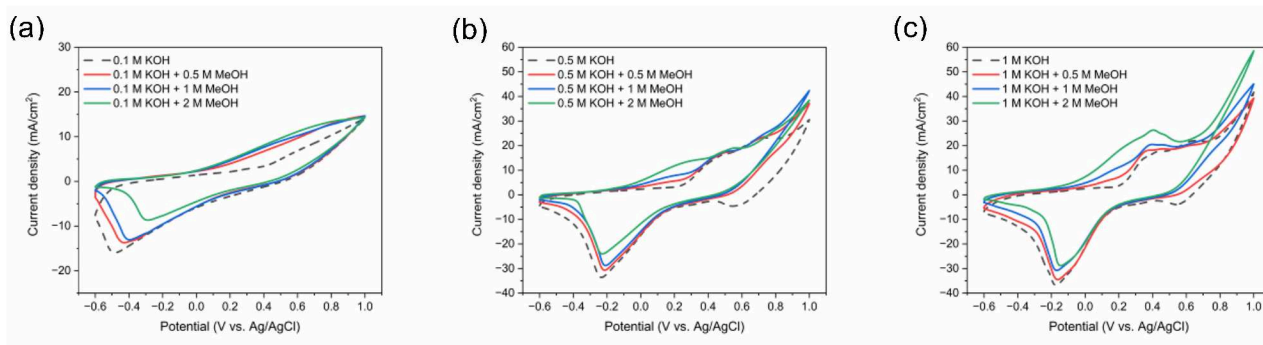 (a)
30
20
10
0
−10
−20
−0.6 −0.4 −0.2 0.0 0.2 0.4 0.6 0.8 1.0
Current density (mA/cm²)
Potential (V vs. Ag/AgCl)
0.1 M KOH
0.1 M KOH + 0.5 M MeOH
0.1 M KOH + 1 M MeOH
0.1 M KOH + 2 M MeOH
(b)
60
50
40
30
20
10
0
−10
−20
−30
−40
−0.6 −0.4 −0.2 0.0 0.2 0.4 0.6 0.8 1.0
Current density (mA/cm²)
Potential (V vs. Ag/AgCl)
0.5 M KOH
0.5 M KOH + 0.5 M MeOH
0.5 M KOH + 1 M MeOH
0.5 M KOH + 2 M MeOH
(c)
60
50
40
30
20
10
0
−10
−20
−30
−40
−0.6 −0.4 −0.2 0.0 0.2 0.4 0.6 0.8 1.0
Current density (mA/cm²)
Potential (V vs. Ag/AgCl)
1 M KOH
1 M KOH + 0.5 M MeOH
1 M KOH + 1 M MeOH
1 M KOH + 2 M MeOH